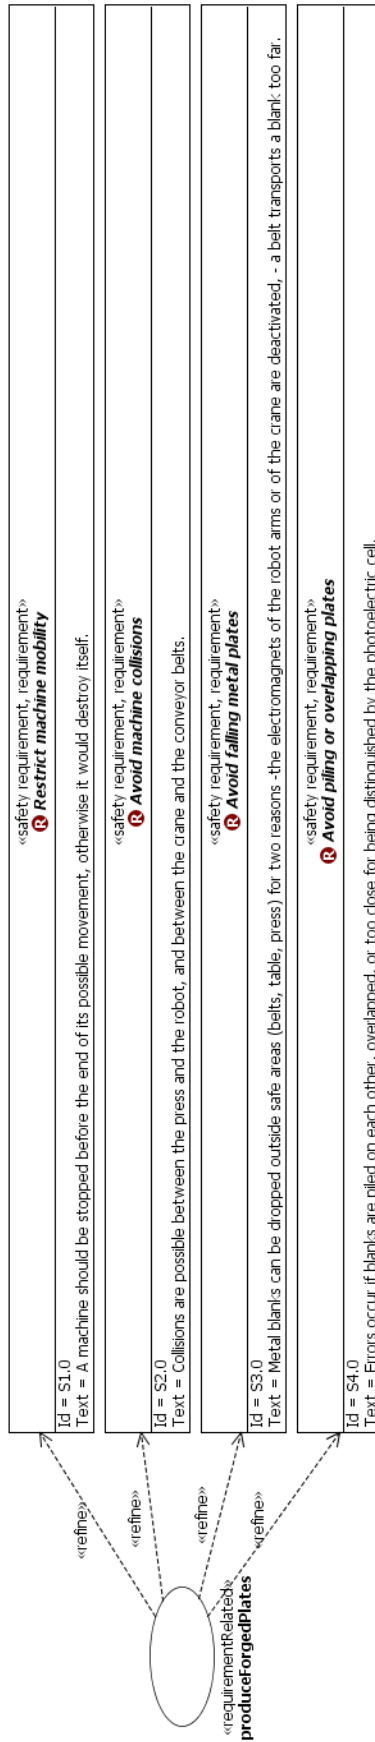 «safety requirement, requirement»
R Restrict machine mobility
Id = S1.0
Text = A machine should be stopped before the end of its possible movement, otherwise it would destroy itself.
«safety requirement, requirement»
R Avoid machine collisions
Id = S2.0
Text = Collisions are possible between the press and the robot, and between the crane and the conveyor belts.
«safety requirement, requirement»
R Avoid falling metal plates
Id = S3.0
Text = Metal blanks can be dropped outside safe areas (belts, table, press) for two reasons -the electromagnets of the robot arms or of the crane are deactivated, - a belt transports a blank too far.
«safety requirement, requirement»
R Avoid piling or overlapping plates
Id = S4.0
Text = Errors occur if blanks are piled on each other, overlapped, or too close for being distinguished by the photoelectric cell.
«refine»
«refine»
«refine»
«refine»
«requirementRelated»
produceForgedPlates